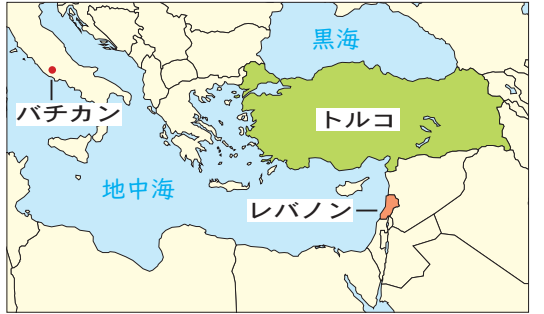 黒海
バチカン
トルコ
地中海
レバノン